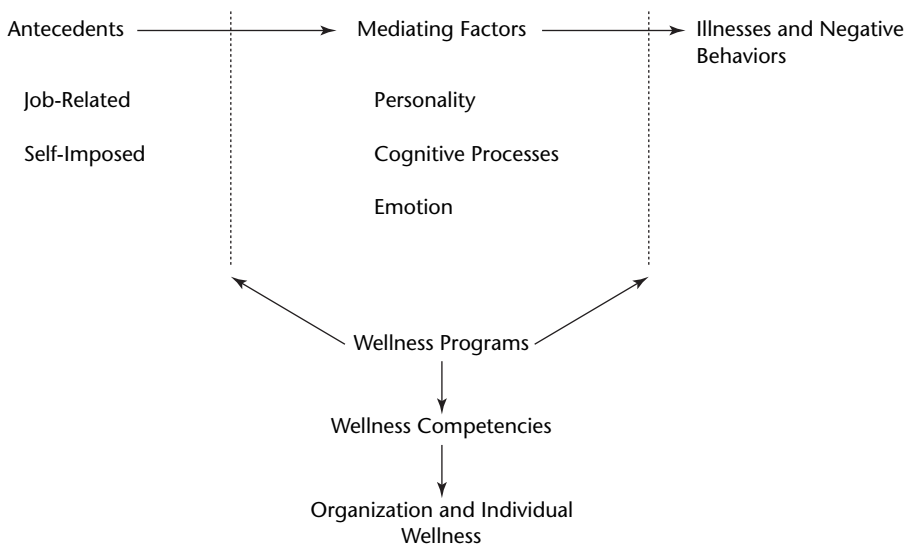 Antecedents
Mediating Factors
Illnesses and Negative
Behaviors
Job-Related
Personality
Self-Imposed
Cognitive Processes
Emotion
Wellness Programs
Wellness Competencies
Organization and Individual
Wellness